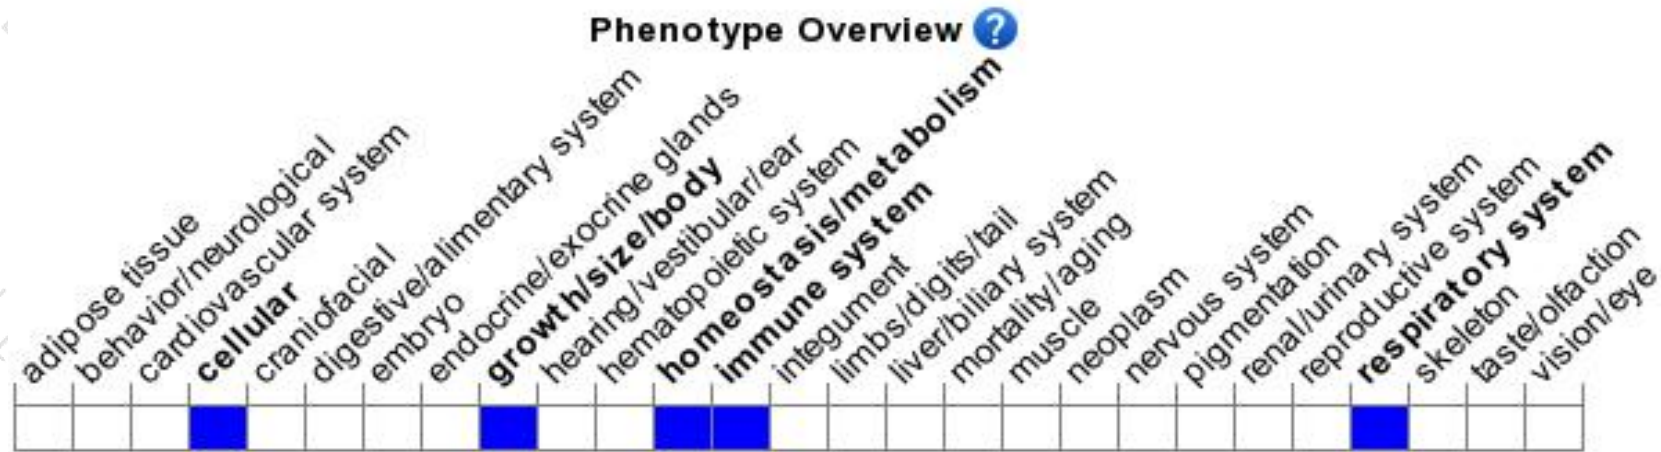 Phenotype Overview ?
adipose tissue
behavior/neurological
cardiovascular system
cellular
craniofacial
digestive/alimentary system
embryo
endocrine/exocrine glands
growth/size/body
hearing/vestibular/ear
hematopoietic system
homeostasis/metabolism
immune system
integument
limbs/digits/tail
liver/biliary system
mortality/aging
muscle
neoplasm
nervous system
pigmentation
renal/urinary system
reproductive system
respiratory system
skeleton
taste/olfaction
vision/eye